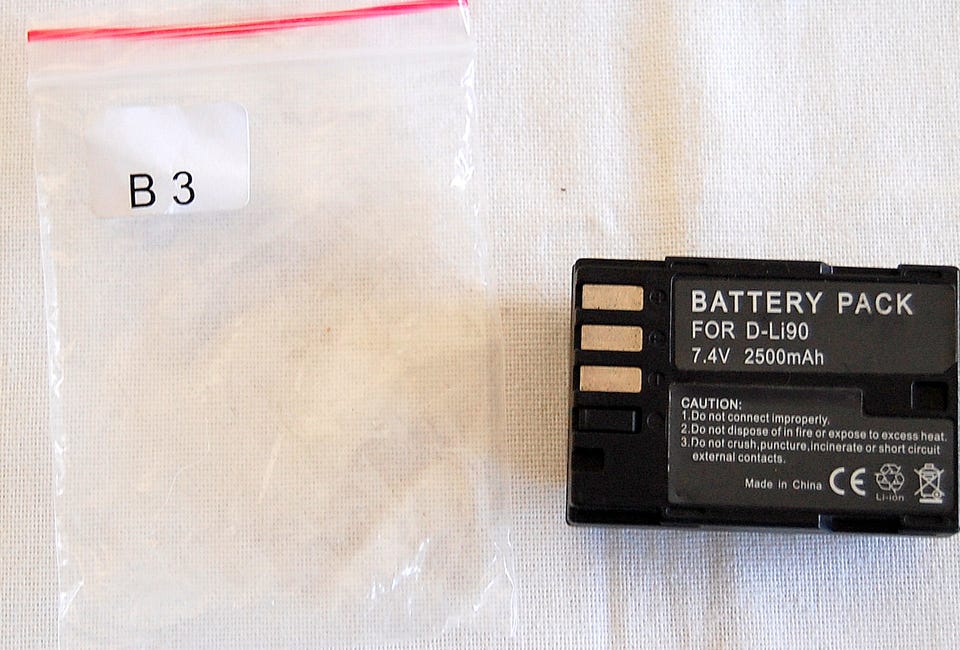 B 3
BATTERY PACK
FOR D-Li90
7.4V 2500mAh
CAUTION:
1.Do not connect improperly.
2.Do not dispose of in fire or expose to excess heat.
3.Do not crush,puncture,incinerate or short circuit
external contacts.
Made in China CE
Li-ion